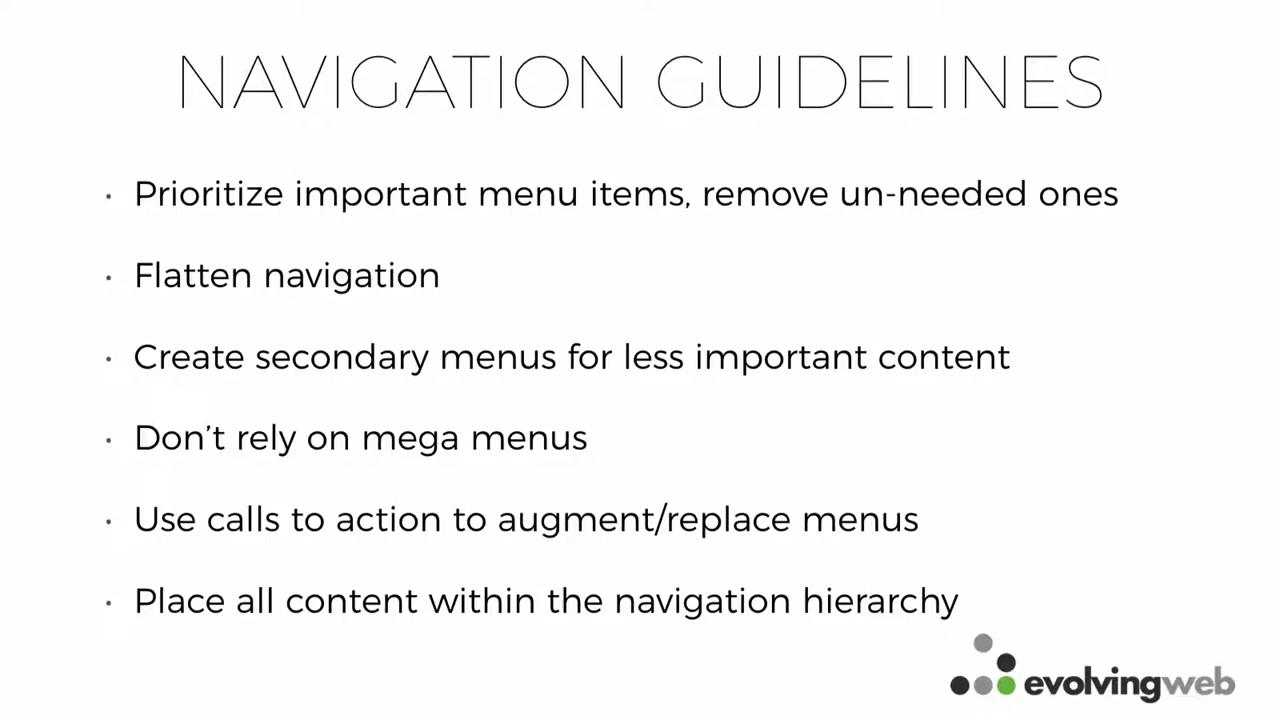 NAVIGATION GUIDELINES
· Prioritize important menu items, remove un-needed ones
· Flatten navigation
· Create secondary menus for less important content
· Don’t rely on mega menus
· Use calls to action to augment/replace menus
· Place all content within the navigation hierarchy
evolvingweb